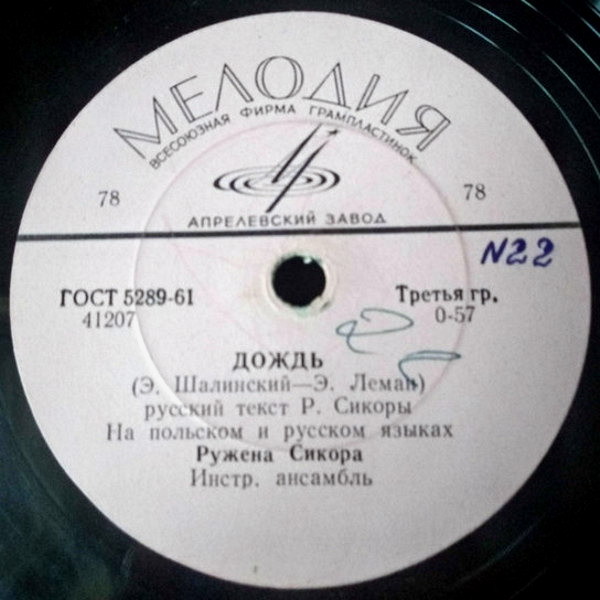 МЕЛОДИЯ
ВСЕСОЮЗНАЯ ФИРМА ГРАМПЛАСТИНОК
78
78
АПРЕЛЕВСКИЙ ЗАВОД
N22
ГОСТ 5289-61
Третья гр.
41207
0-57
ДОЖДЬ
(Э. Шалинский—Э. Леман)
русский текст Р. Сикоры
На польском и русском языках
Ружена Сикора
Инстр. ансамбль